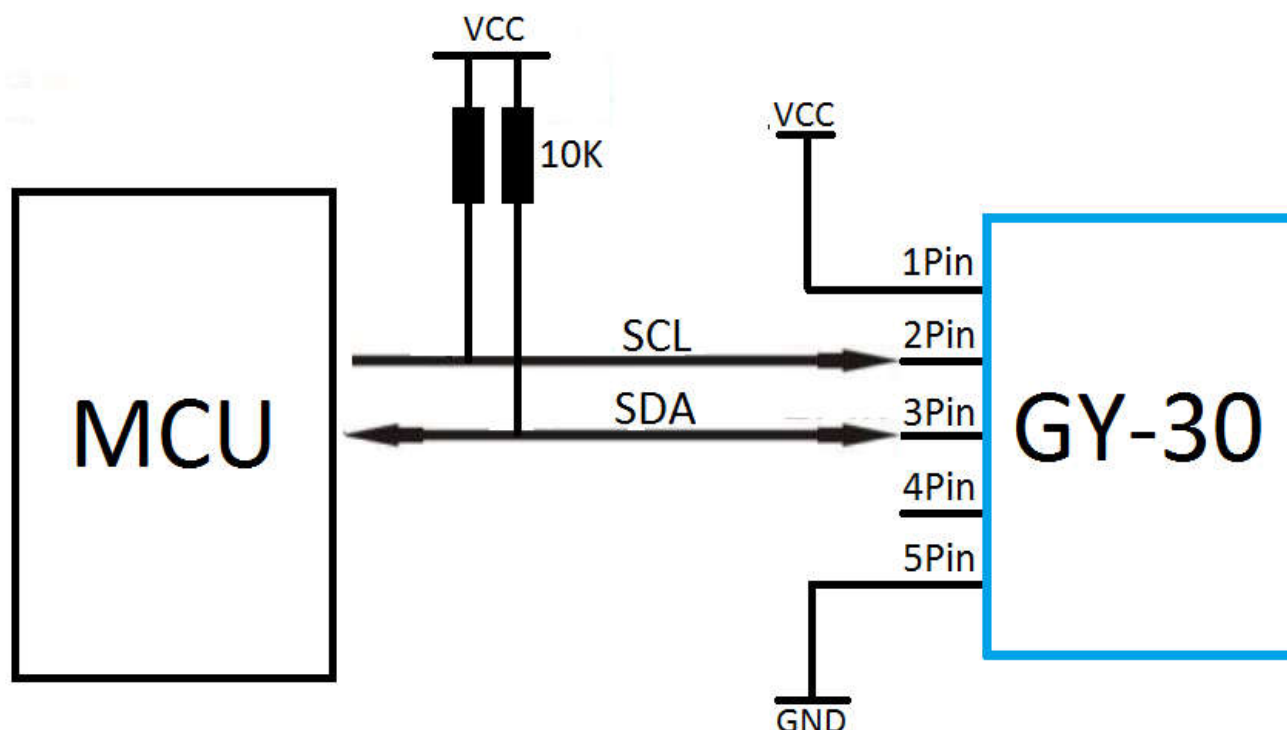 VCC
10K
VCC
1Pin
SCL
2Pin
SDA
3Pin
MCU
GY-30
4Pin
5Pin
GND